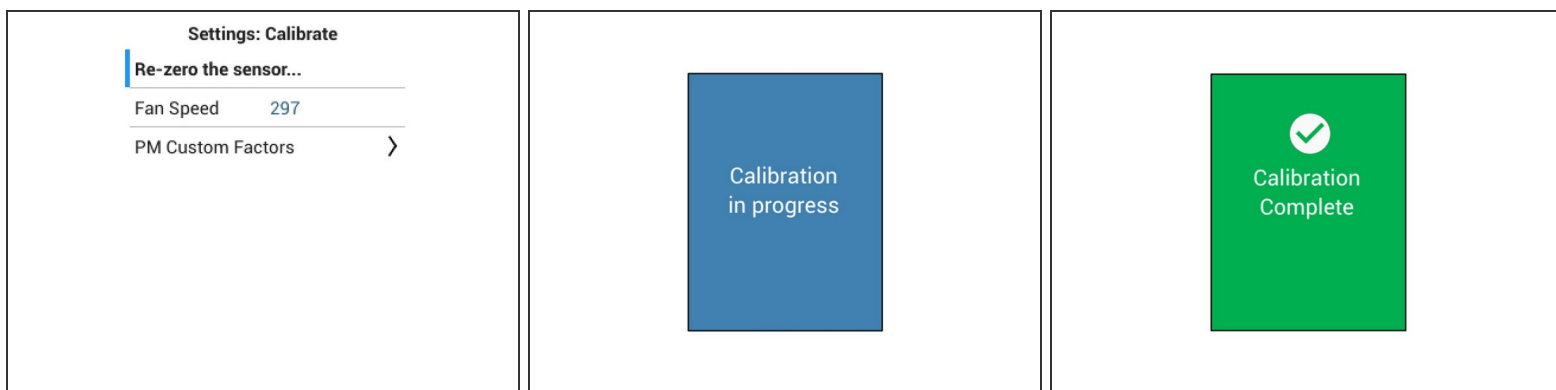 Settings: Calibrate
Re-zero the sensor...
Fan Speed 297
PM Custom Factors
Calibration
in progress
Calibration
Complete